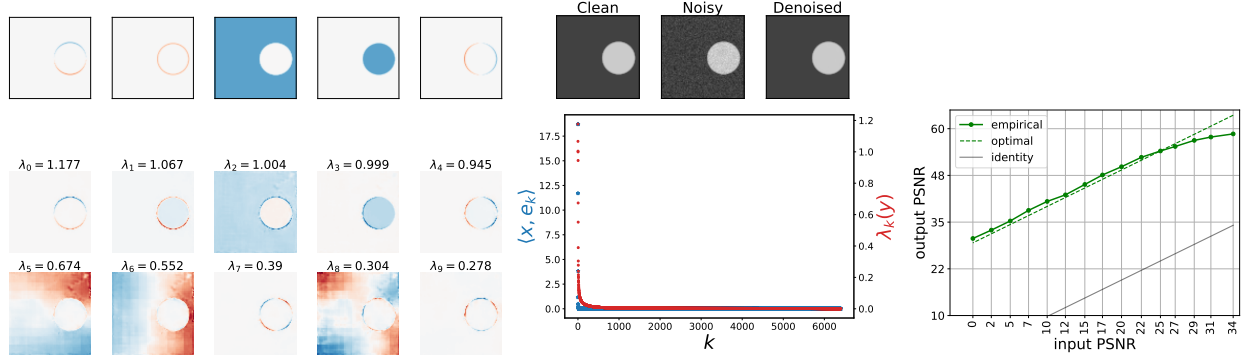 Clean Noisy Denoised
λ₀ = 1.177 λ₁ = 1.067 λ₂ = 1.004 λ₃ = 0.999 λ₄ = 0.945
λ₅ = 0.674 λ₆ = 0.552 λ₇ = 0.39 λ₈ = 0.304 λ₉ = 0.278
⟨x, eₖ⟩
17.5
15.0
12.5
10.0
7.5
5.0
2.5
0.0
0 1000 2000 3000 4000 5000 6000
k
1.2
1.0
0.8
0.6
0.4
0.2
0.0
λₖ(y)
output PSNR
60
48
35
22
10
empirical
optimal
identity
0 2 5 7 10 12 15 17 20 22 25 27 29 31 34
input PSNR